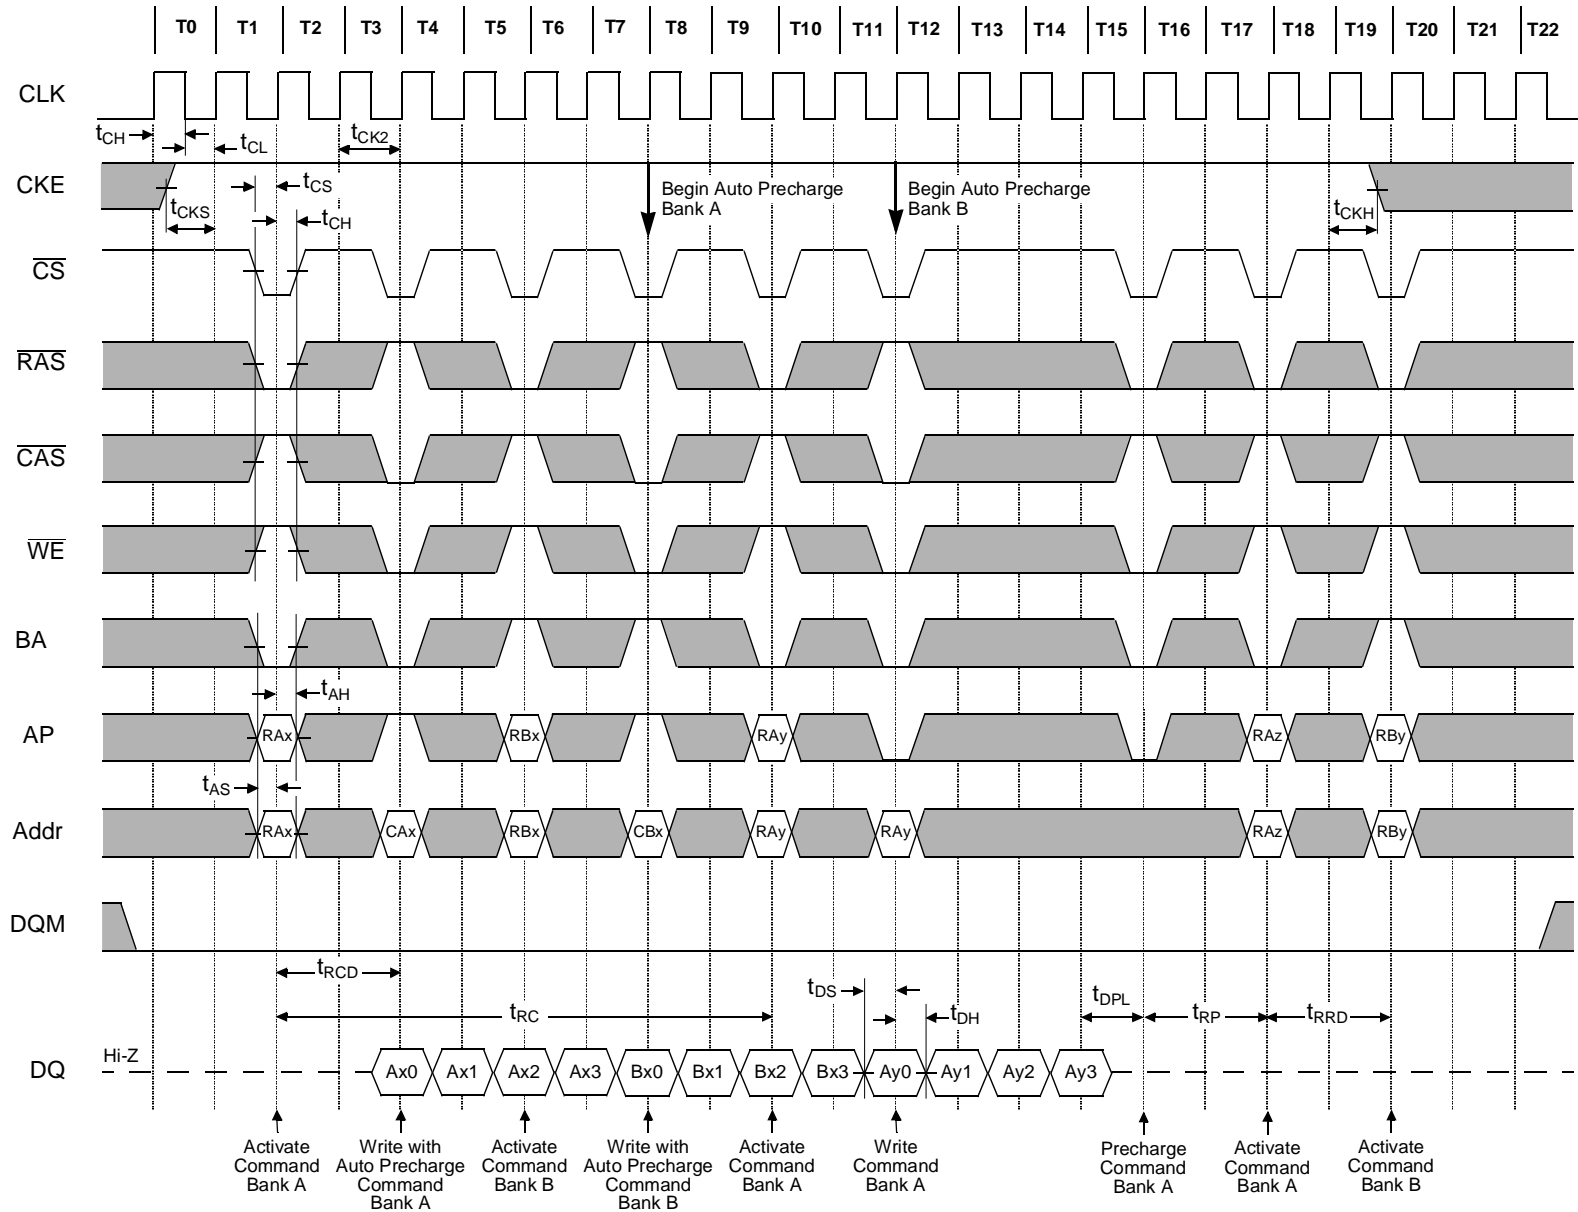 T0 T1 T2 T3 T4 T5 T6 T7 T8 T9 T10 T11 T12 T13 T14 T15 T16 T17 T18 T19 T20 T21 T22
CLK
tCH
tCL
tCK2
CKE
tCS
tCKS
tCH
Begin Auto Precharge
Bank A
Begin Auto Precharge
Bank B
tCKH
CS
RAS
CAS
WE
BA
tAH
AP
RAx RBx RAy RAz RBy
tAS
Addr
RAx CAx RBx CBx RAy RAy RAz RBy
DQM
tRCD
tRC
tDS
tDH
tDPL
tRP
tRRD
DQ
Hi-Z
Ax0 Ax1 Ax2 Ax3 Bx0 Bx1 Bx2 Bx3 Ay0 Ay1 Ay2 Ay3
Activate
Command
Bank A
Write with
Auto Precharge
Command
Bank A
Activate
Command
Bank B
Write with
Auto Precharge
Command
Bank B
Activate
Command
Bank A
Write
Command
Bank A
Precharge
Command
Bank A
Activate
Command
Bank A
Activate
Command
Bank B